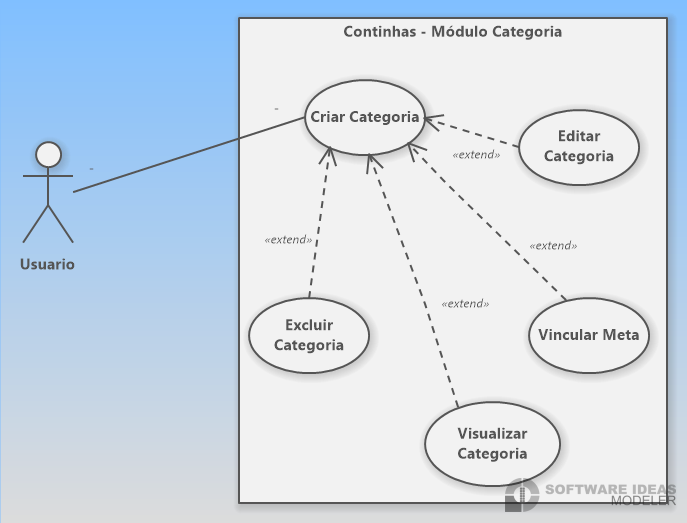 Continhas - Módulo Categoria
Criar Categoria
Editar
Categoria
«extend»
Usuario
«extend»
«extend»
«extend»
Excluir
Categoria
Vincular Meta
Visualizar
Categoria
SOFTWARE IDEAS
MODELER